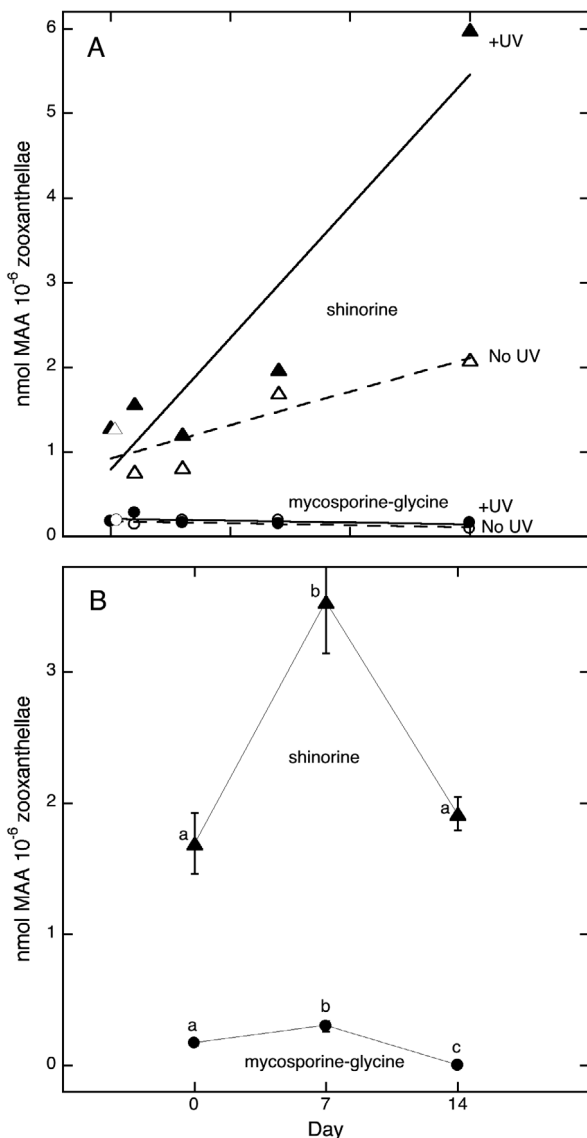 A
6
5
4
3
2
1
0
nmol MAA 10-6 zooxanthellae
+UV
shinorine
No UV
mycosporine-glycine
+UV
No UV
B
3
2
1
0
nmol MAA 10-6 zooxanthellae
b
shinorine
a
a
a
b
c
mycosporine-glycine
0 7 14
Day